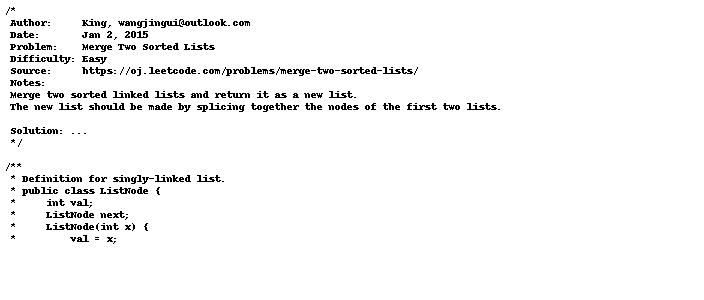 /*
 Author:     King, wangjingui@outlook.com
 Date:       Jan 2, 2015
 Problem:    Merge Two Sorted Lists
 Difficulty: Easy
 Source:     https://oj.leetcode.com/problems/merge-two-sorted-lists/
 Notes:
 Merge two sorted linked lists and return it as a new list.
 The new list should be made by splicing together the nodes of the first two lists.

 Solution: ...
 */

/**
 * Definition for singly-linked list.
 * public class ListNode {
 *     int val;
 *     ListNode next;
 *     ListNode(int x) {
 *         val = x;